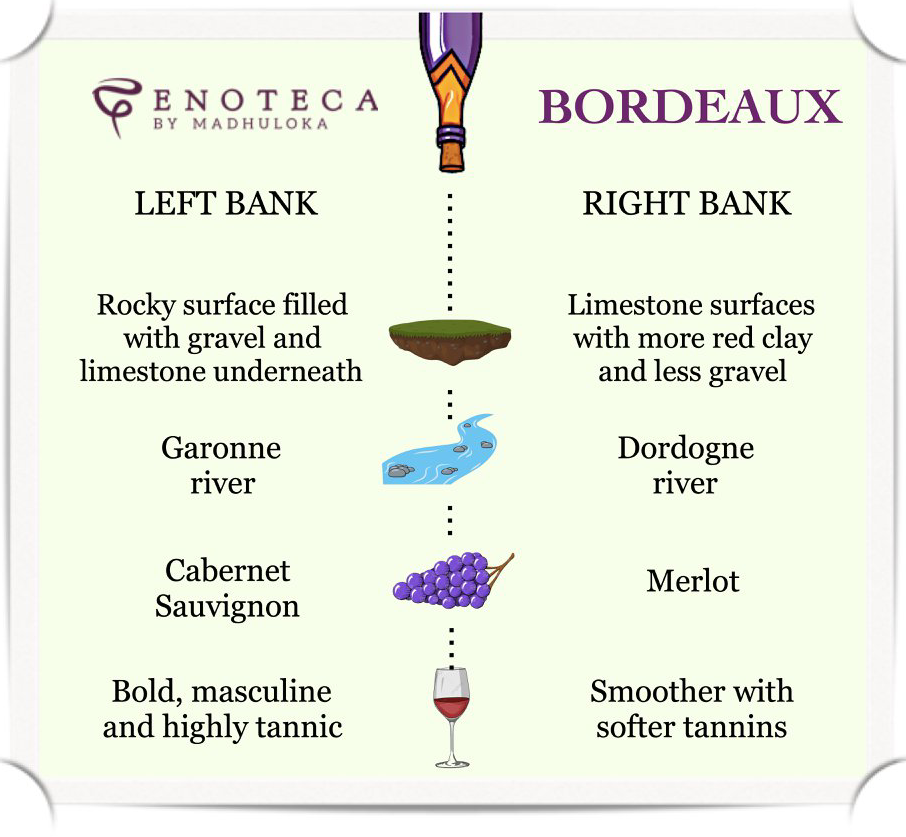 ENOTECA
BY MADHULOKA
BORDEAUX
LEFT BANK
RIGHT BANK
Rocky surface filled
with gravel and
limestone underneath
Limestone surfaces
with more red clay
and less gravel
Garonne
river
Dordogne
river
Cabernet
Sauvignon
Merlot
Bold, masculine
and highly tannic
Smoother with
softer tannins